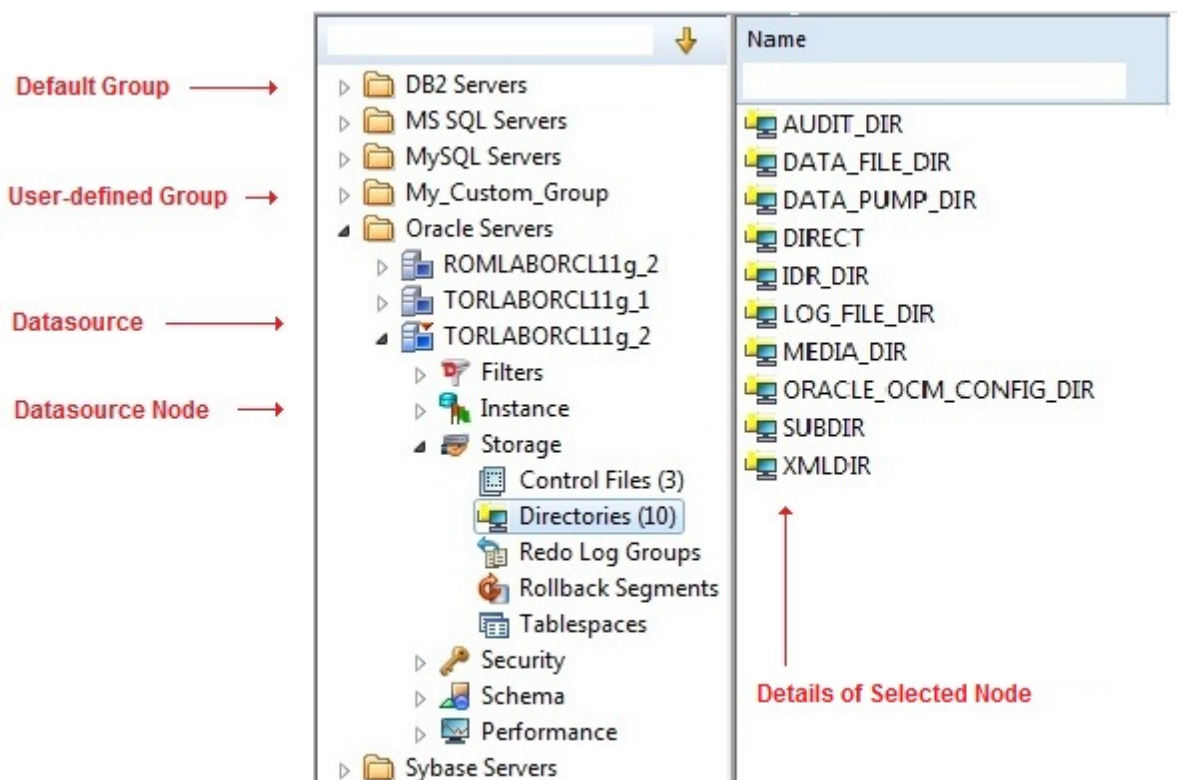 Default Group
User-defined Group
Datasource
Datasource Node
DB2 Servers
MS SQL Servers
MySQL Servers
My_Custom_Group
Oracle Servers
ROMLABORCL11g_2
TORLABORCL11g_1
TORLABORCL11g_2
Filters
Instance
Storage
Control Files (3)
Directories (10)
Redo Log Groups
Rollback Segments
Tablespaces
Security
Schema
Performance
Sybase Servers
Name
AUDIT_DIR
DATA_FILE_DIR
DATA_PUMP_DIR
DIRECT
IDR_DIR
LOG_FILE_DIR
MEDIA_DIR
ORACLE_OCM_CONFIG_DIR
SUBDIR
XMLDIR
Details of Selected Node